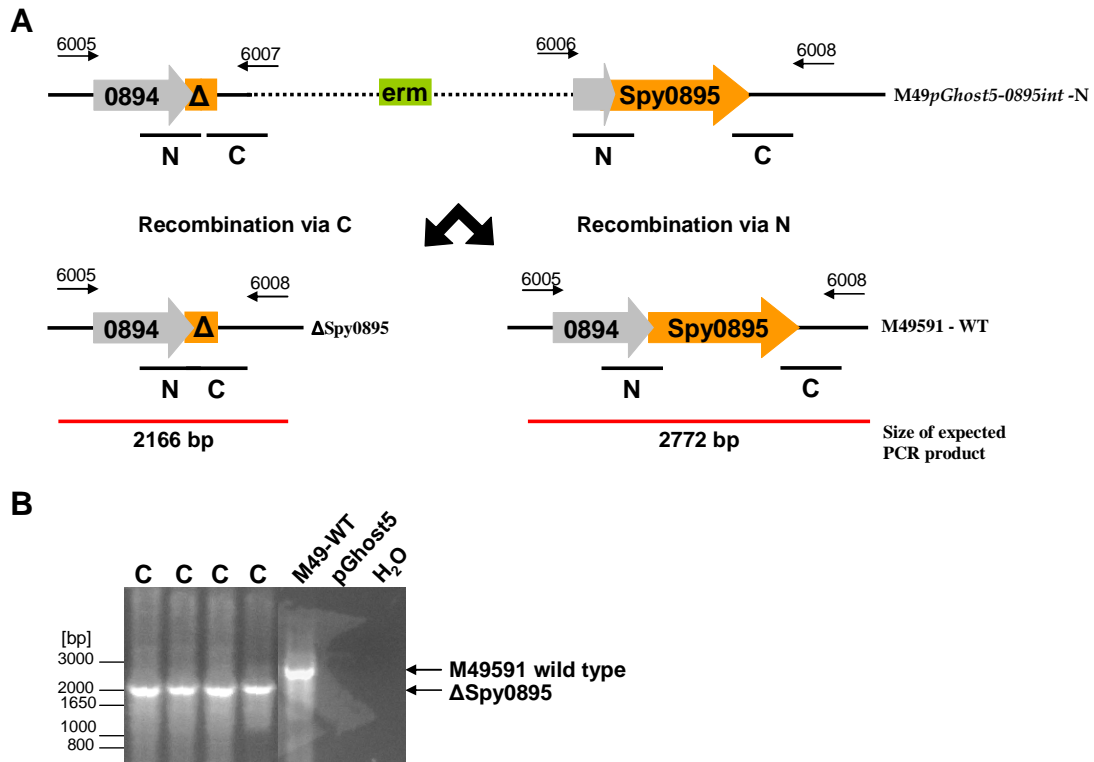 A
6005
6007
6006
6008
0894
Δ
erm
Spy0895
M49pGhost5-0895int -N
N
C
N
C
Recombination via C
Recombination via N
6005
6008
6005
6008
0894
Δ
ΔSpy0895
0894
Spy0895
M49591 - WT
N
C
N
C
2166 bp
2772 bp
Size of expected
PCR product
B
C C C C M49-WT pGhost5 H₂O
[bp]
3000
2000
1650
1000
800
M49591 wild type
ΔSpy0895